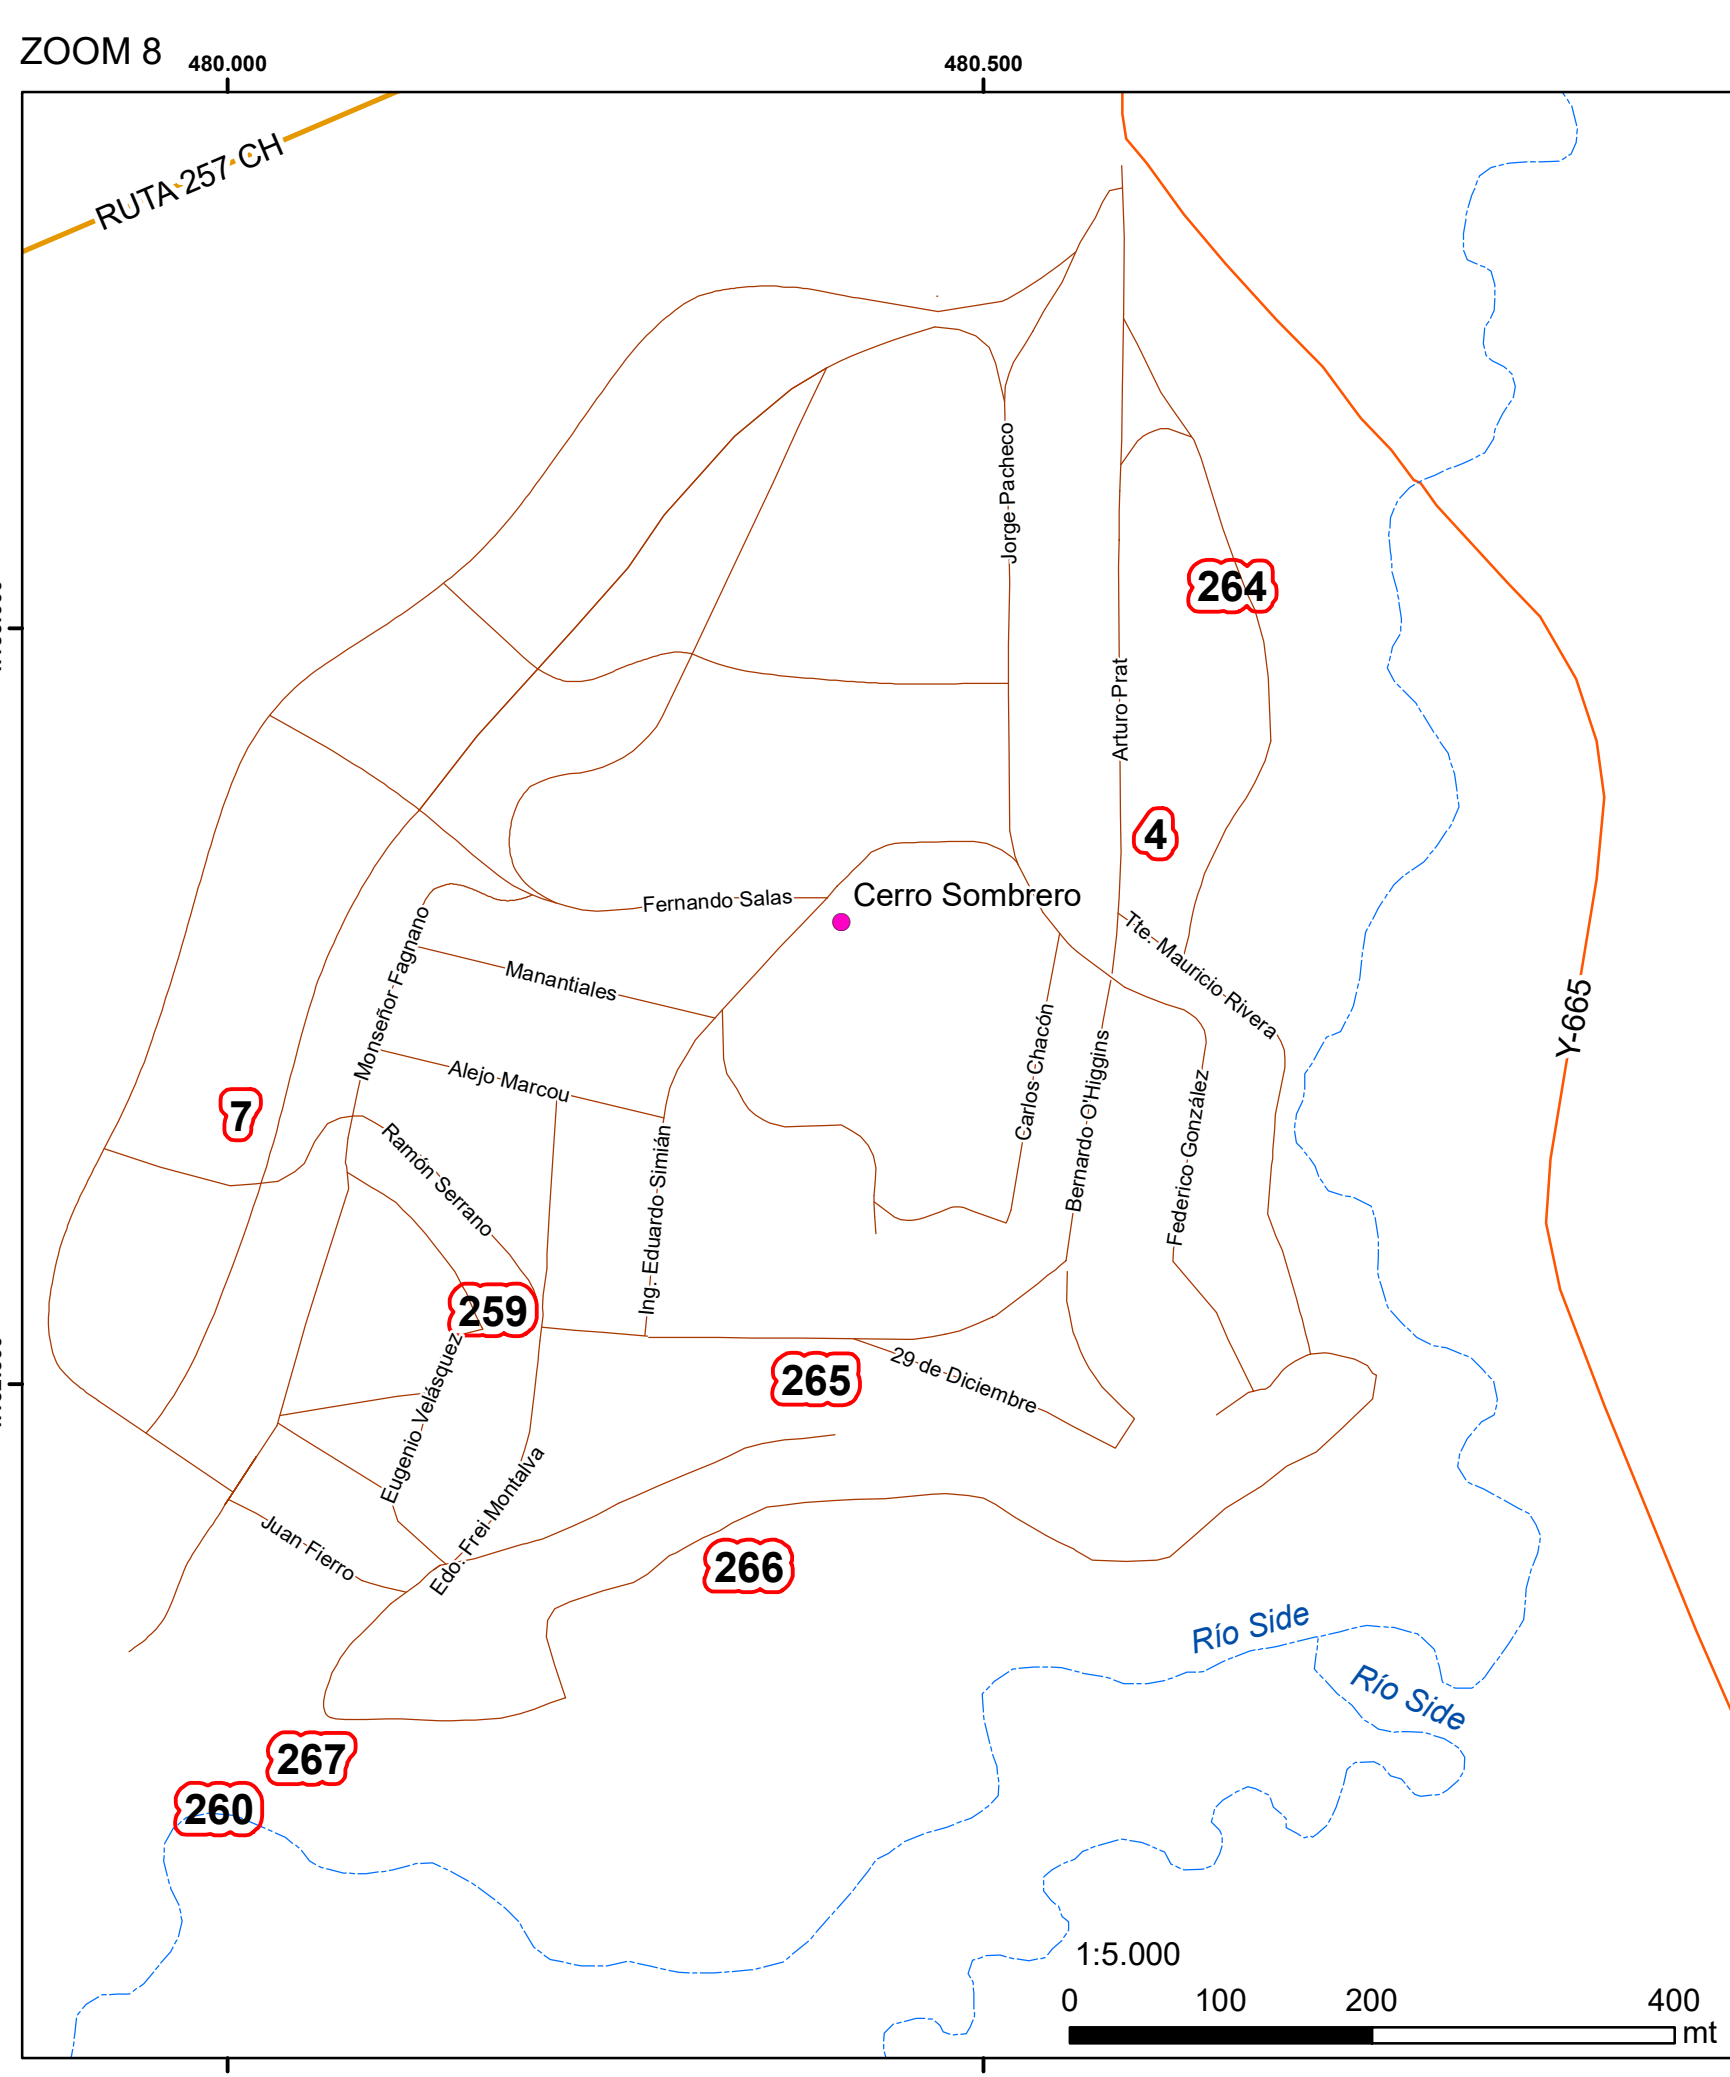 ZOOM 8
480.000
480.500
RUTA 257 CH
Jorge Pacheco
264
Arturo Prat
4
Fernando Salas
Cerro Sombrero
Tte. Mauricio Rivera
Monseñor Fagnano
Manantiales
Y-665
Carlos Chacón
Bernardo O'Higgins
Alejo Marcou
7
Federico González
Ramón Serrano
Ing. Eduardo Simián
259
265
29 de Diciembre
Eugenio Velásquez
Edo. Frei Montalva
Juan Fierro
266
Río Side
Río Side
267
260
1:5.000
0 100 200 400
mt